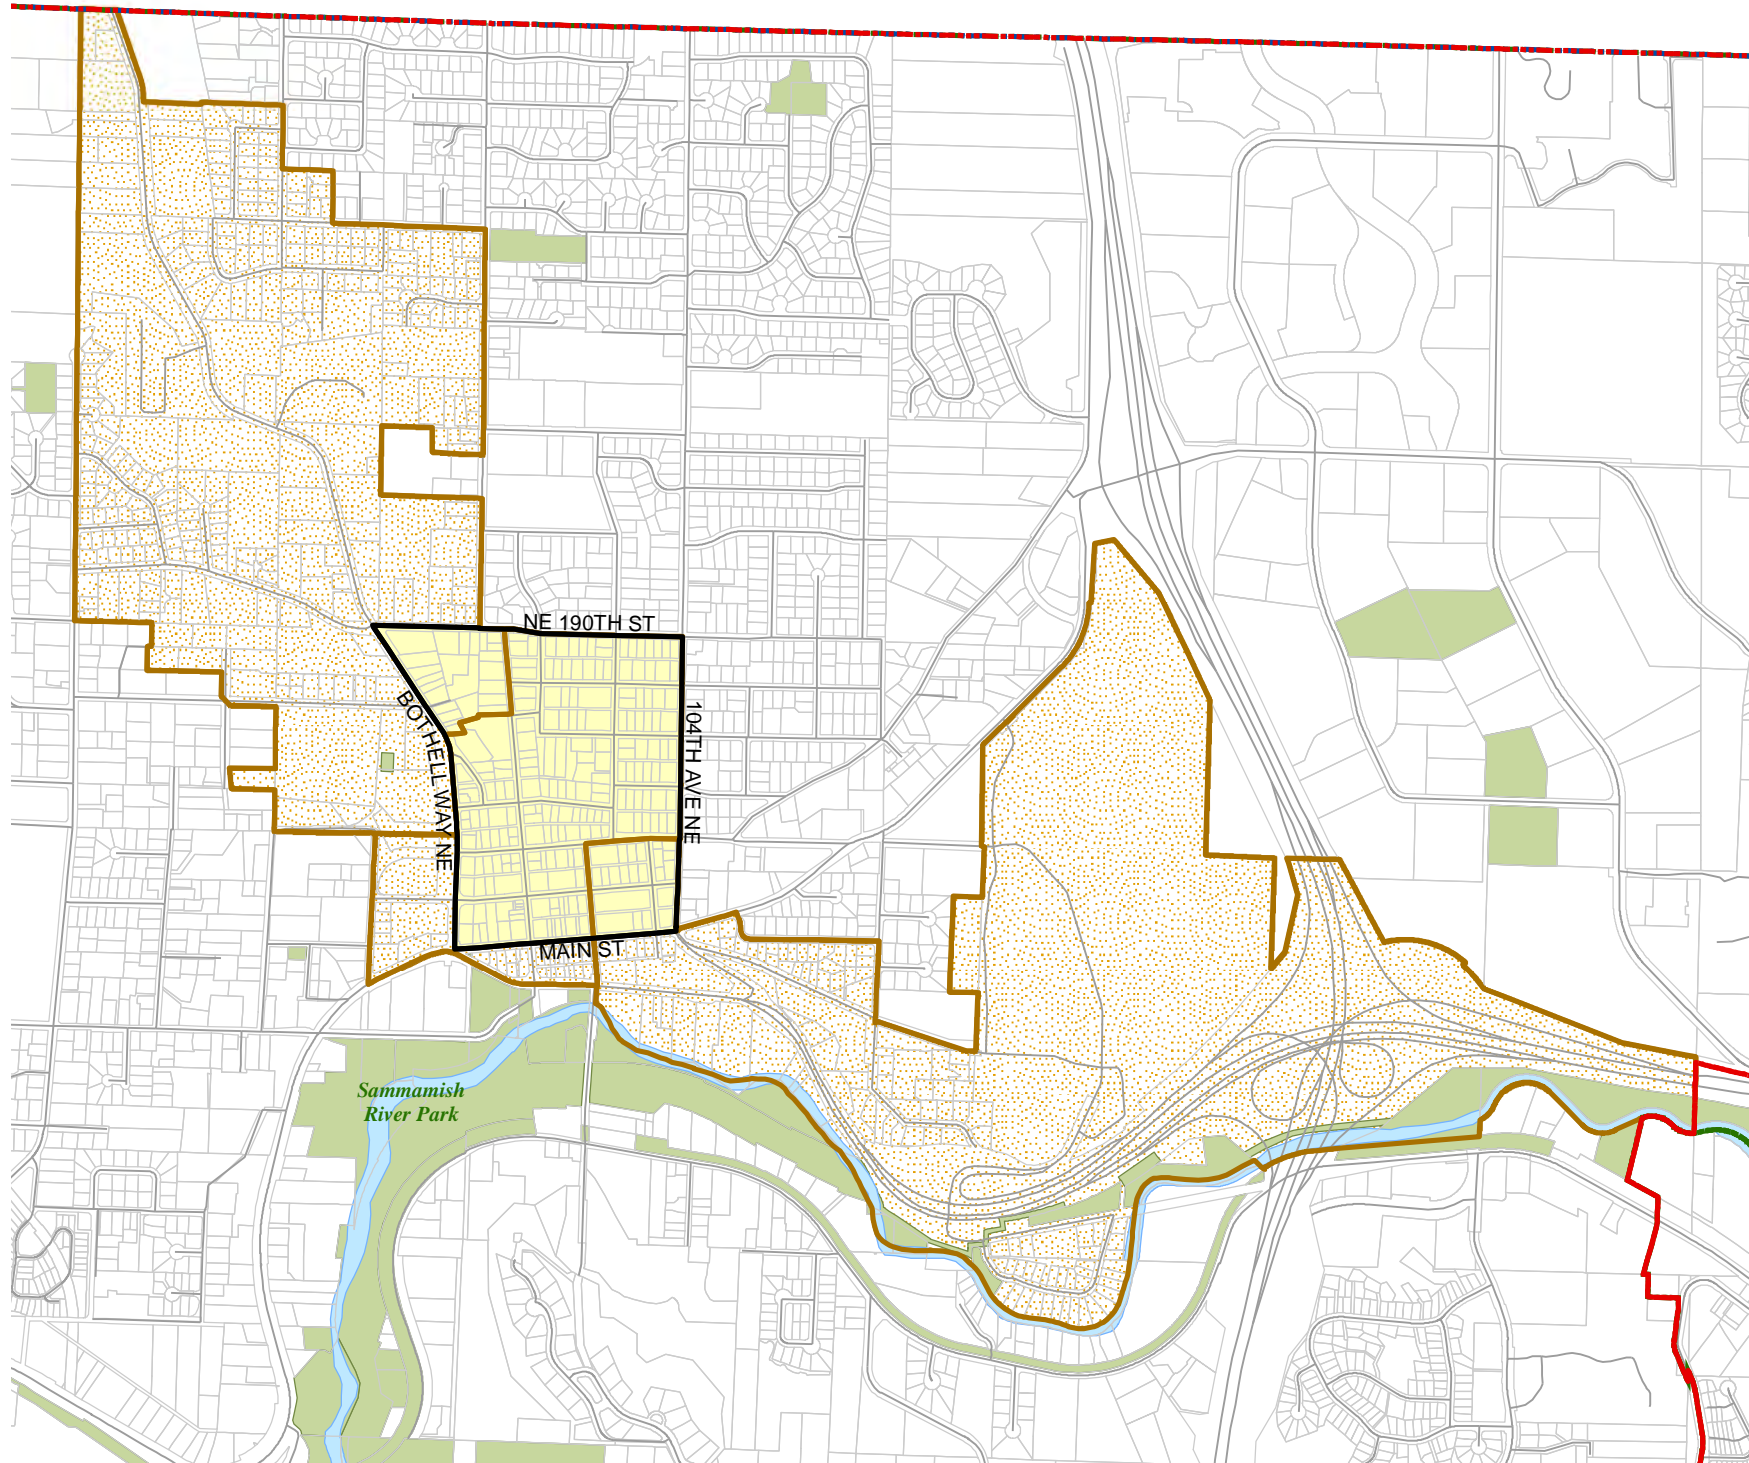 NE 190TH ST
BOTHELL WAY NE
104TH AVE NE
MAIN ST
Sammamish
River Park